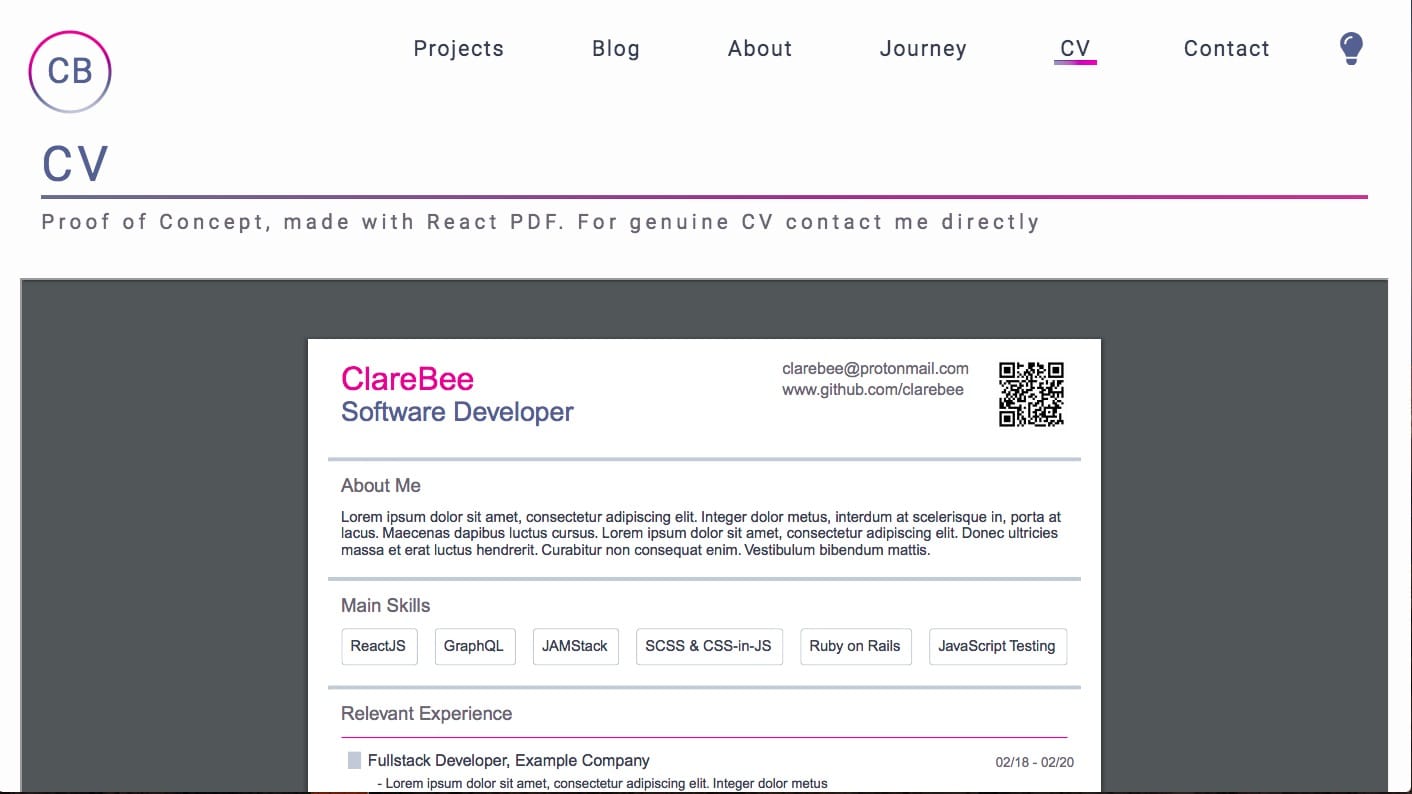 CB
Projects Blog About Journey CV Contact
CV
Proof of Concept, made with React PDF. For genuine CV contact me directly
ClareBee
Software Developer
clarebee@protonmail.com
www.github.com/clarebee
About Me
Lorem ipsum dolor sit amet, consectetur adipiscing elit. Integer dolor metus, interdum at scelerisque in, porta at
lacus. Maecenas dapibus luctus cursus. Lorem ipsum dolor sit amet, consectetur adipiscing elit. Donec ultricies
massa et erat luctus hendrerit. Curabitur non consequat enim. Vestibulum bibendum mattis.
Main Skills
ReactJS GraphQL JAMStack SCSS & CSS-in-JS Ruby on Rails JavaScript Testing
Relevant Experience
Fullstack Developer, Example Company 02/18 - 02/20
- Lorem ipsum dolor sit amet, consectetur adipiscing elit. Integer dolor metus